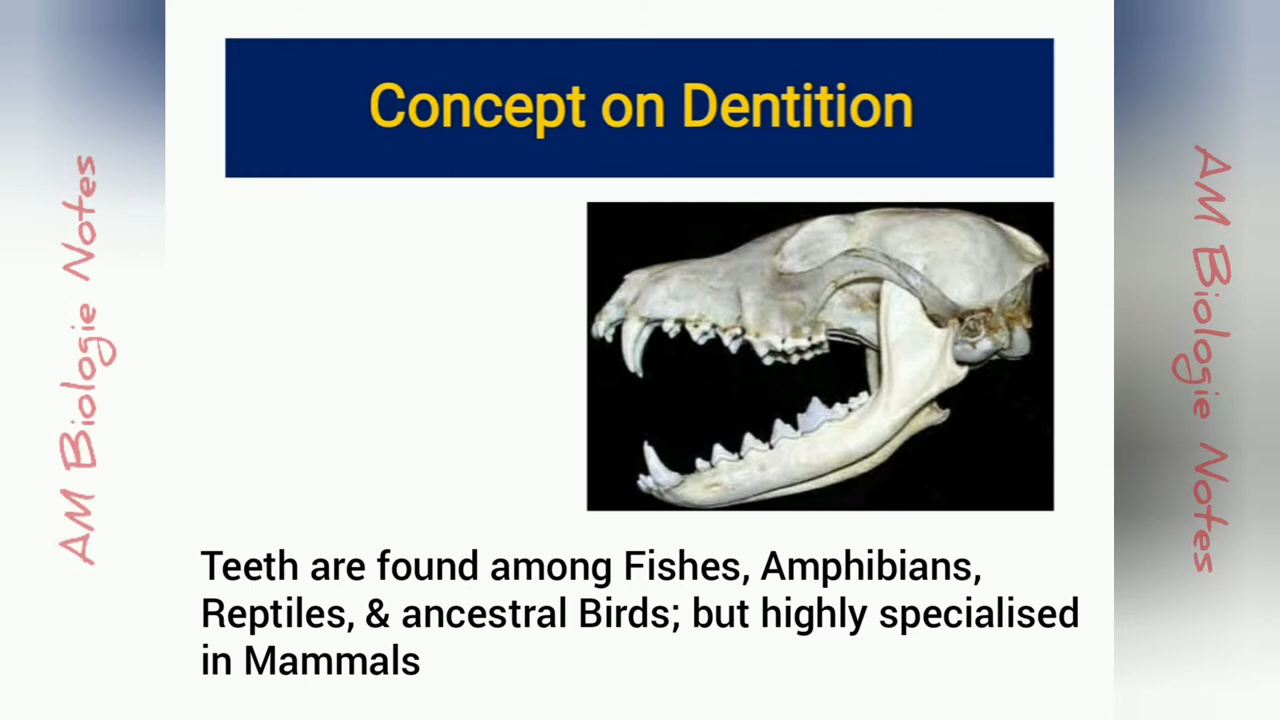 Concept on Dentition
AM Biologie Notes
AM Biologie Notes
Teeth are found among Fishes, Amphibians,
Reptiles, & ancestral Birds; but highly specialised
in Mammals